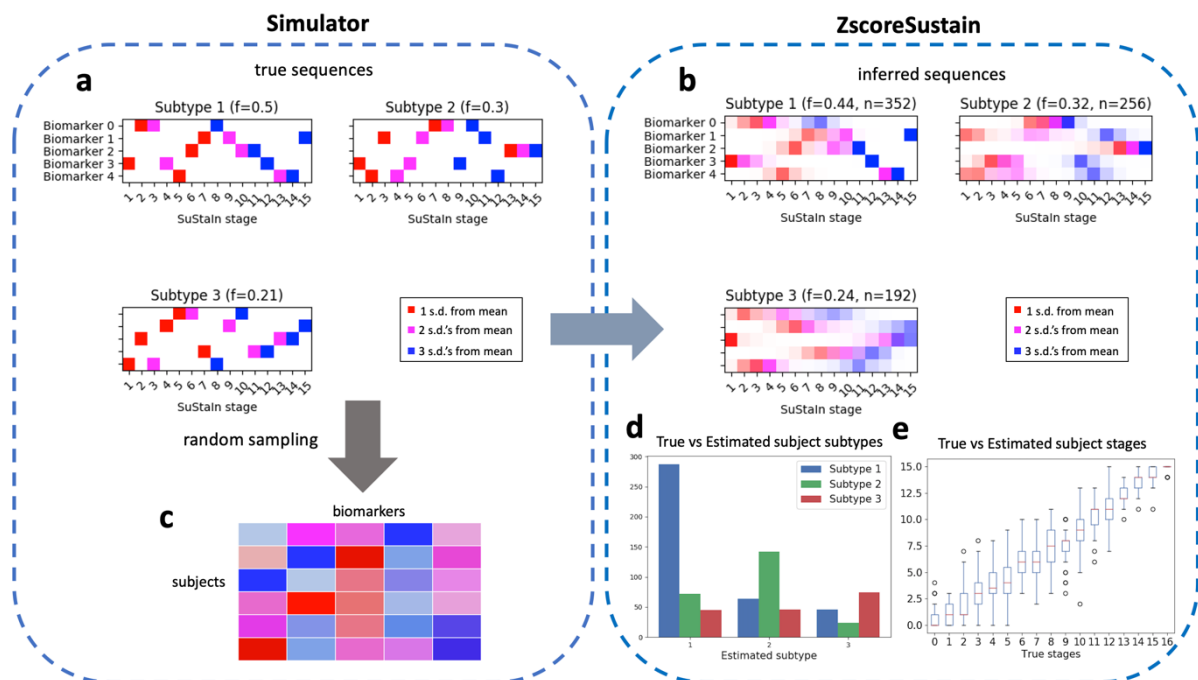 Simulator
ZscoreSustain
a
true sequences
Subtype 1 (f=0.5)
Subtype 2 (f=0.3)
Biomarker 0
Biomarker 1
Biomarker 2
Biomarker 3
Biomarker 4
1 2 3 4 5 6 7 8 9 10 11 12 13 14 15
1 2 3 4 5 6 7 8 9 10 11 12 13 14 15
SuStaIn stage
SuStaIn stage
Subtype 3 (f=0.21)
1 2 3 4 5 6 7 8 9 10 11 12 13 14 15
SuStaIn stage
1 s.d. from mean
2 s.d.'s from mean
3 s.d.'s from mean
random sampling
c
biomarkers
subjects
b
inferred sequences
Subtype 1 (f=0.44, n=352)
Subtype 2 (f=0.32, n=256)
Biomarker 0
Biomarker 1
Biomarker 2
Biomarker 3
Biomarker 4
1 2 3 4 5 6 7 8 9 10 11 12 13 14 15
1 2 3 4 5 6 7 8 9 10 11 12 13 14 15
SuStaIn stage
SuStaIn stage
Subtype 3 (f=0.24, n=192)
1 2 3 4 5 6 7 8 9 10 11 12 13 14 15
SuStaIn stage
1 s.d. from mean
2 s.d.'s from mean
3 s.d.'s from mean
d
True vs Estimated subject subtypes
300
250
200
150
100
50
0
Subtype 1
Subtype 2
Subtype 3
1 2 3
Estimated subtype
e
True vs Estimated subject stages
15.0
12.5
10.0
7.5
5.0
2.5
0.0
0 1 2 3 4 5 6 7 8 9 10 11 12 13 14 15 16
True stages